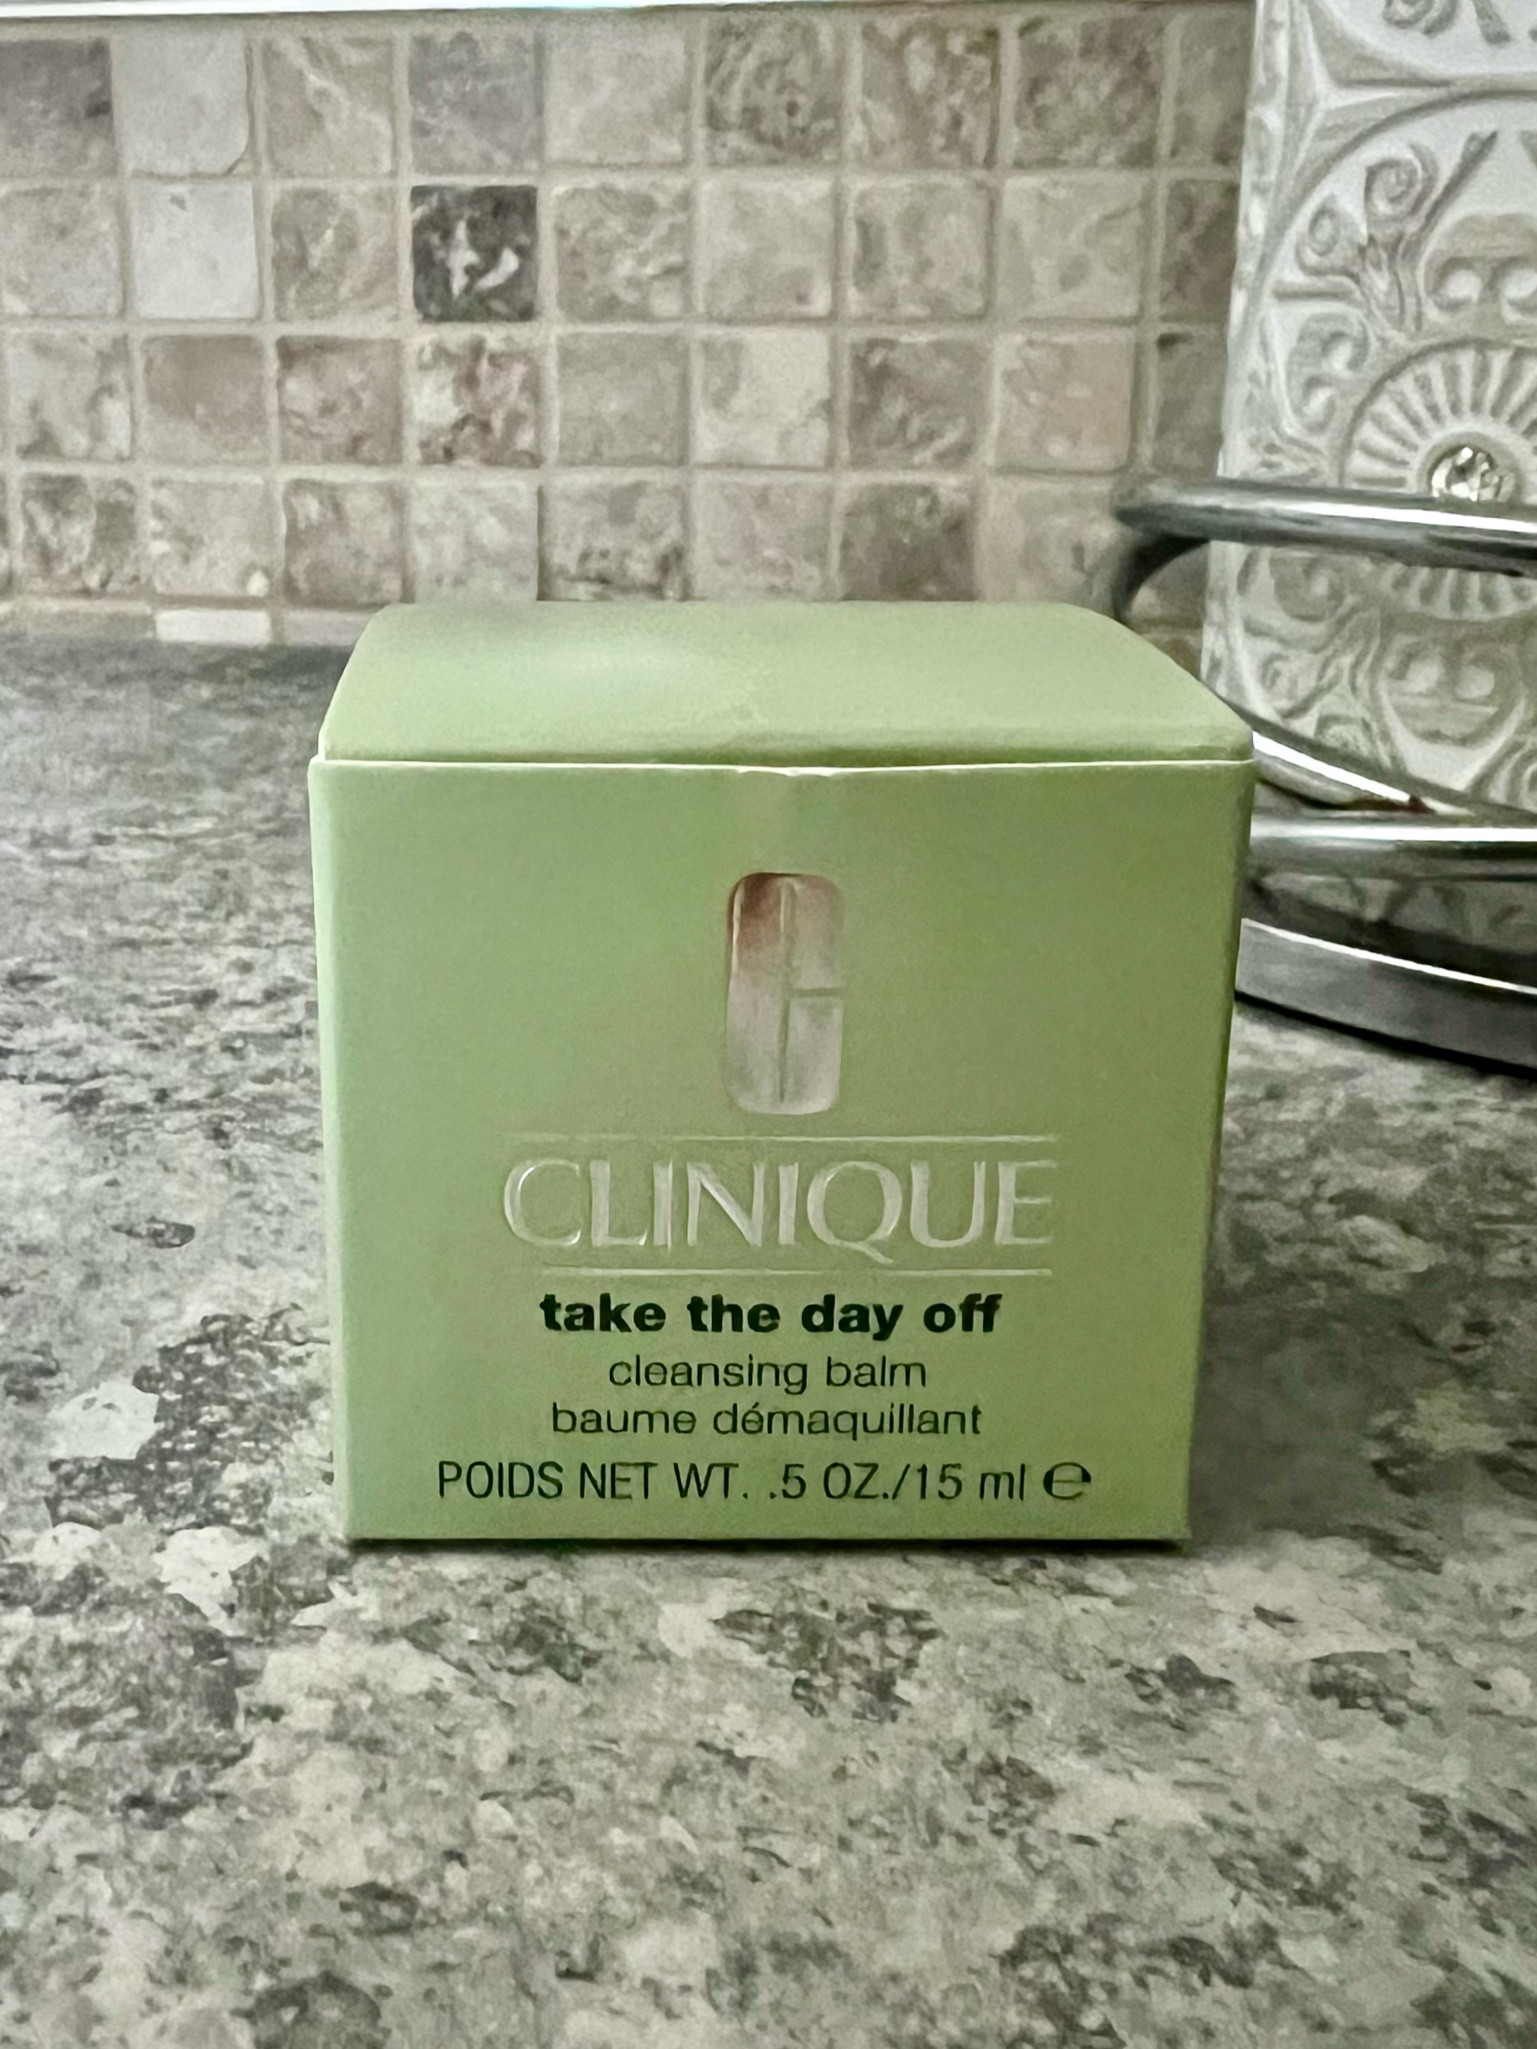 CLINIQUE
take the day off
cleansing balm
baume démaquillant
POIDS NET WT. .5 OZ./15 ml ℮